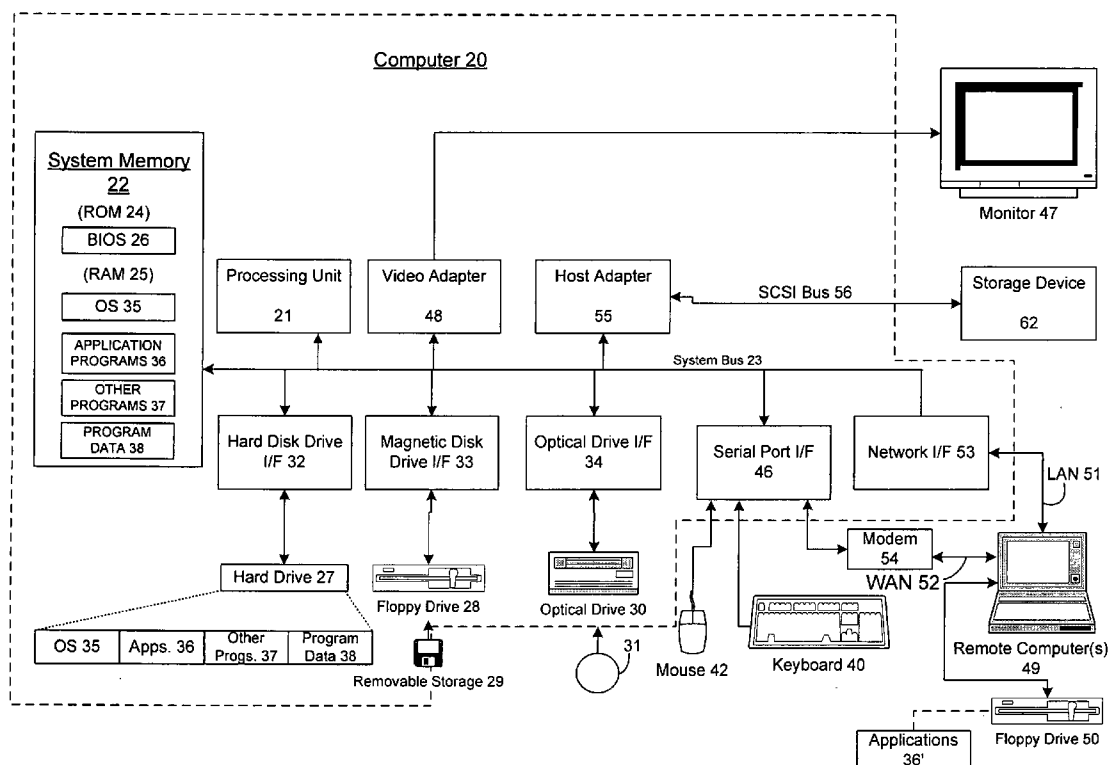 Computer 20
System Memory
22
(ROM 24)
BIOS 26
(RAM 25)
OS 35
APPLICATION
PROGRAMS 36
OTHER
PROGRAMS 37
PROGRAM
DATA 38
Processing Unit
21
Video Adapter
48
Host Adapter
55
SCSI Bus 56
Monitor 47
Storage Device
62
System Bus 23
Hard Disk Drive
I/F 32
Magnetic Disk
Drive I/F 33
Optical Drive I/F
34
Serial Port I/F
46
Network I/F 53
LAN 51
Modem
54
WAN 52
Hard Drive 27
Floppy Drive 28
Optical Drive 30
OS 35
Apps. 36
Other
Progs. 37
Program
Data 38
Removable Storage 29
31
Mouse 42
Keyboard 40
Remote Computer(s)
49
Floppy Drive 50
Applications
36'